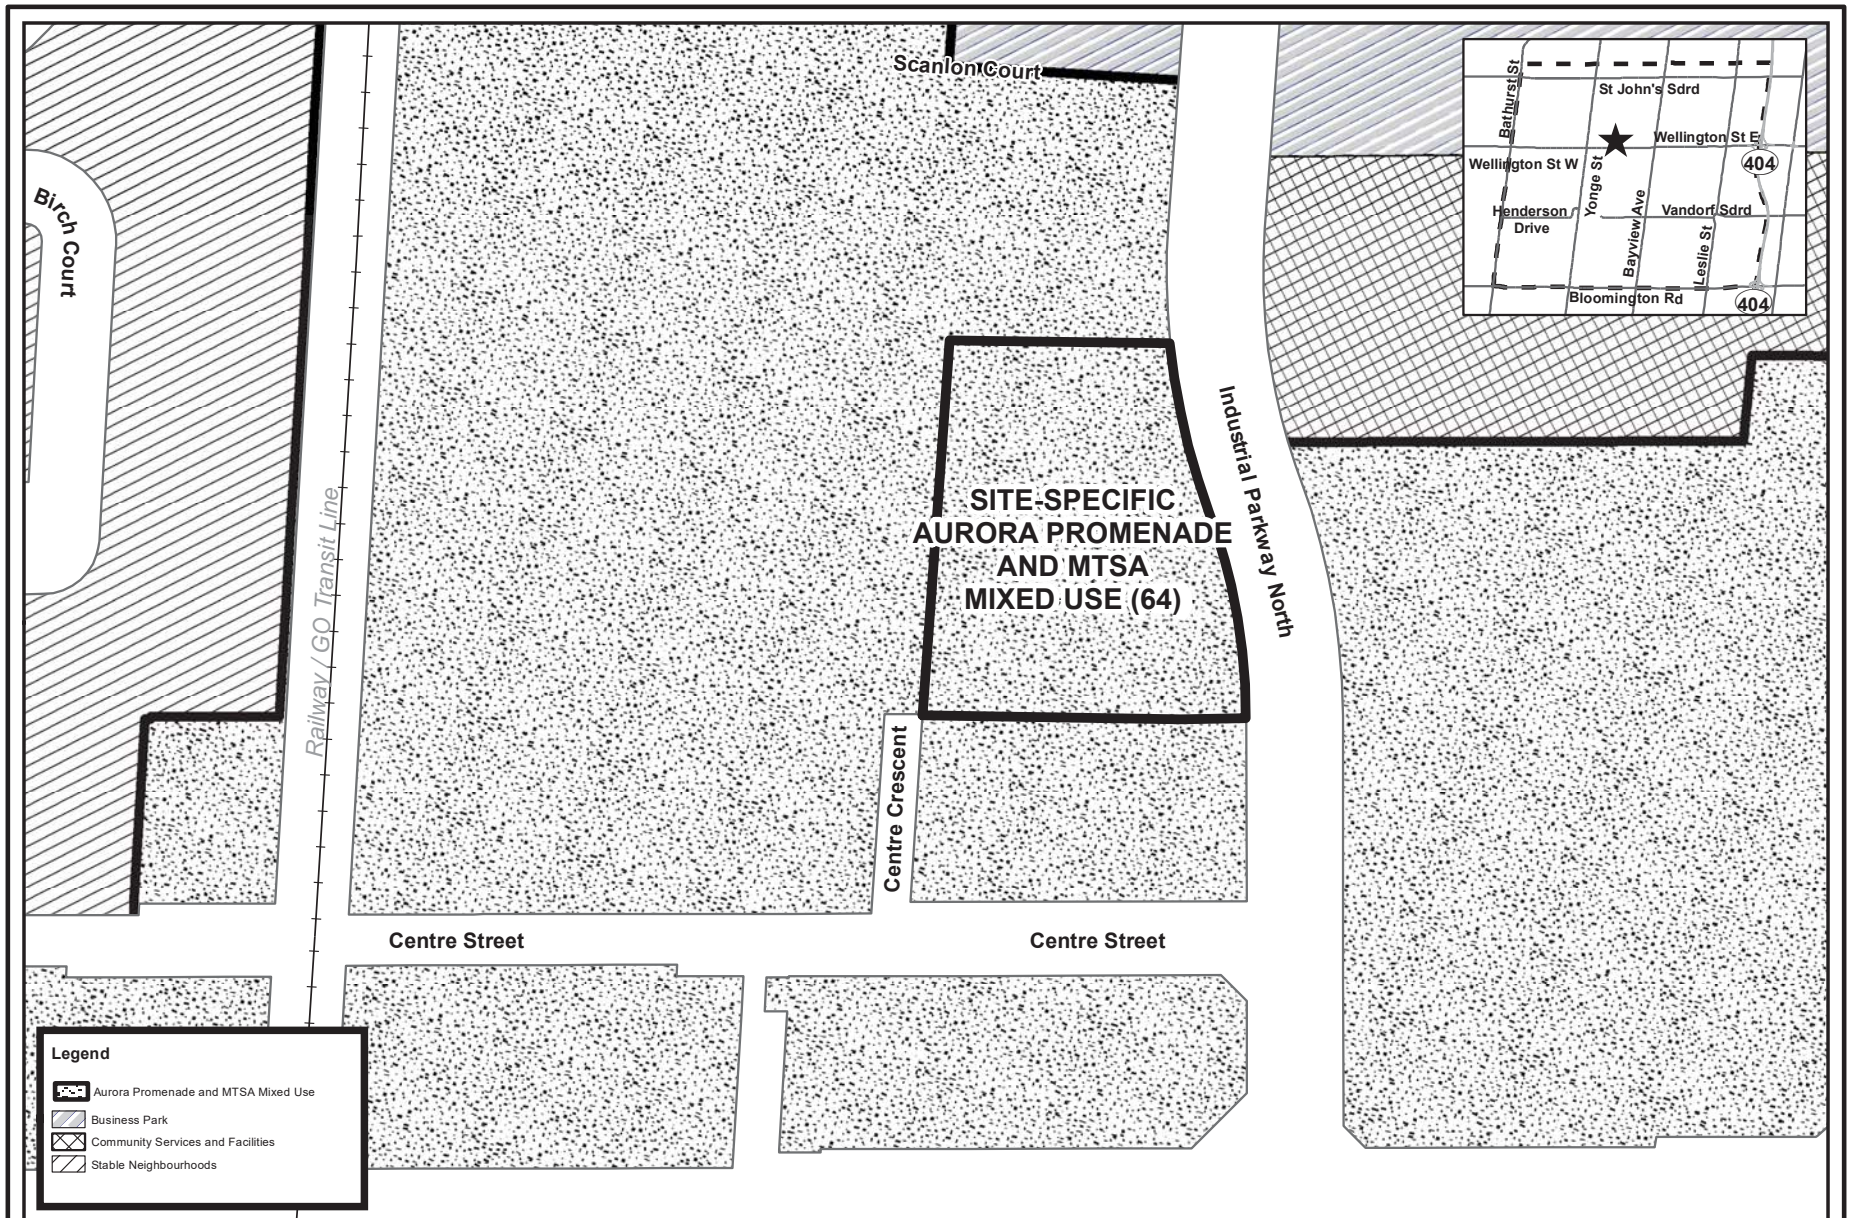 Scanlon Court
St John's Sdrd
Bathurst St
Wellington St E
Wellington St W
404
Yonge St
Henderson
Drive
Vandorf Sdrd
Bayview Ave
Leslie St
Bloomington Rd
404
Birch Court
Industrial Parkway North
SITE-SPECIFIC
AURORA PROMENADE
AND MTSA
MIXED USE (64)
Railway / GO Transit Line
Centre Crescent
Centre Street
Centre Street
Legend
Aurora Promenade and MTSA Mixed Use
Business Park
Community Services and Facilities
Stable Neighbourhoods